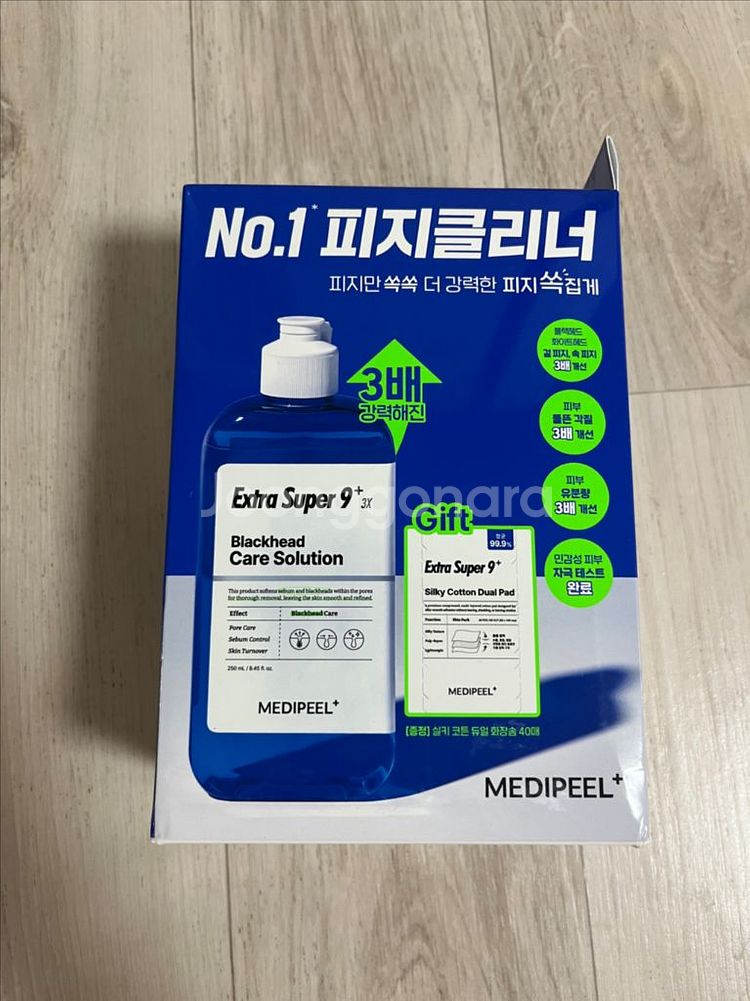 No.1* 피지클리너
피지만 쏙쏙 더 강력한 피지 쏙 집게
블랙헤드
화이트헤드
겉 피지, 속 피지
3배 개선
3배
강력해진
피부
들뜬 각질
3배 개선
피부
유분량
3배 개선
민감성 피부
자극 테스트
완료
Extra Super 9+ 3X
Blackhead
Care Solution
This product softens sebum and blackheads within the pores
for thorough removal, leaving the skin smooth and refined.
Effect
Blackhead Care
Pore Care
Sebum Control
Skin Turnover
250 mL / 8.45 fl. oz.
MEDIPEEL+
Gift
항균
99.9%
Extra Super 9+
Silky Cotton Dual Pad
Function
Silky Texture
Lightweight
MEDIPEEL+
[증정] 실키 코튼 듀얼 화장솜 40매
MEDIPEEL+
Joonggonara